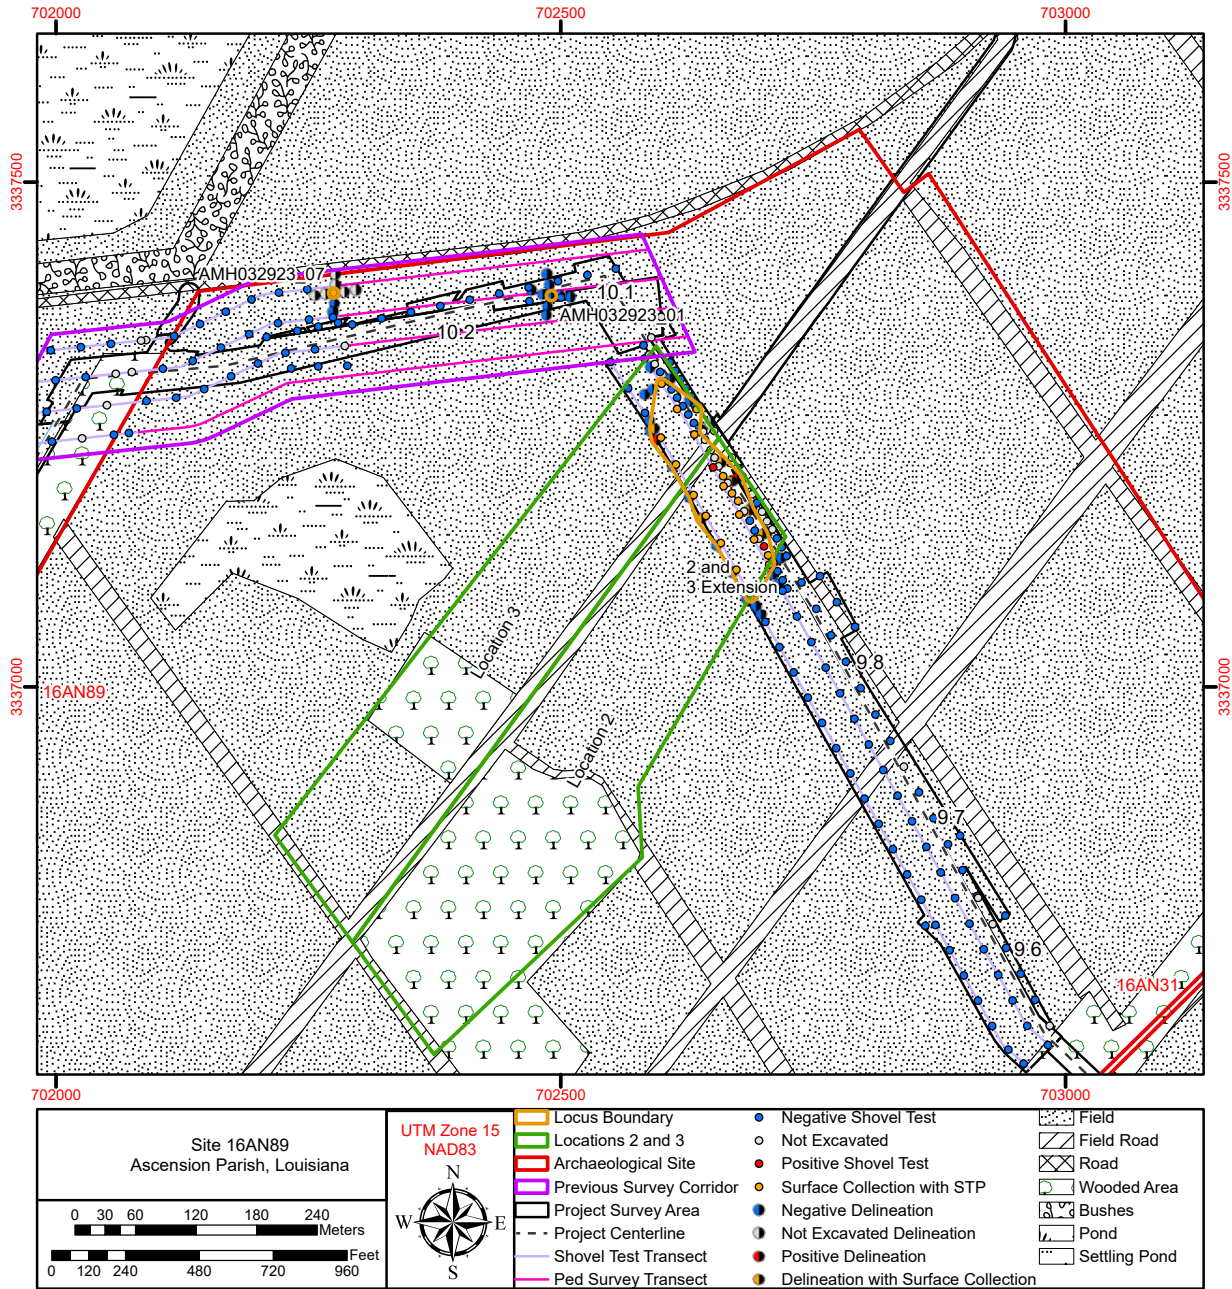 702000
702500
703000
3337500
3337500
AMH032923-07
10.1
AMH032923-01
10.2
2 and
3 Extension
Location 3
9.8
3337000
16AN89
3337000
Location 2
9.7
9.6
16AN31
702000
702500
703000
Site 16AN89
Ascension Parish, Louisiana
0 30 60 120 180 240
Meters
Feet
0 120 240 480 720 960
UTM Zone 15
NAD83
N
W E
S
Locus Boundary
Locations 2 and 3
Archaeological Site
Previous Survey Corridor
Project Survey Area
Project Centerline
Shovel Test Transect
Ped Survey Transect
Negative Shovel Test
Not Excavated
Positive Shovel Test
Surface Collection with STP
Negative Delineation
Not Excavated Delineation
Positive Delineation
Delineation with Surface Collection
Field
Field Road
Road
Wooded Area
Bushes
Pond
Settling Pond